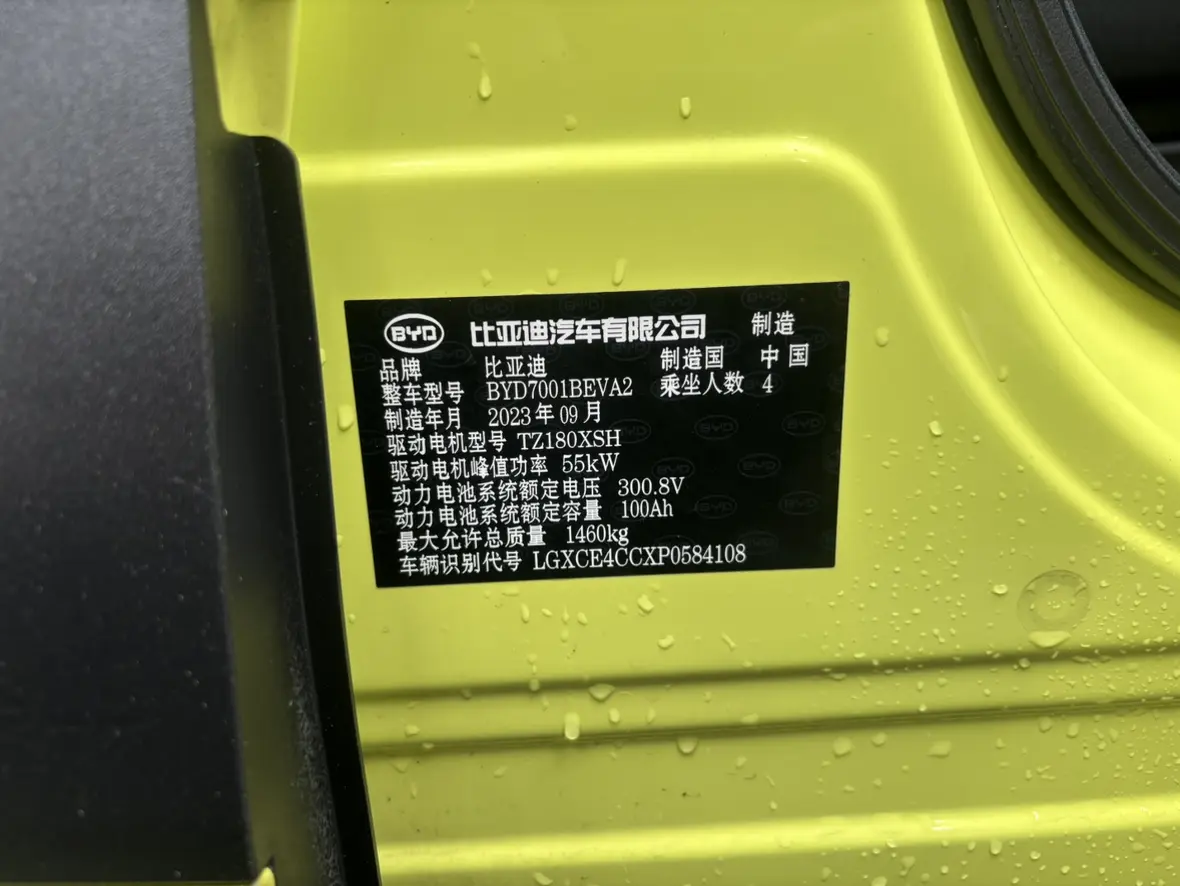 BYD 比亚迪汽车有限公司 制造
品牌 比亚迪 制造国 中国
整车型号 BYD7001BEVA2 乘坐人数 4
制造年月 2023年09月
驱动电机型号 TZ180XSH
驱动电机峰值功率 55kW
动力电池系统额定电压 300.8V
动力电池系统额定容量 100Ah
最大允许总质量 1460kg
车辆识别代号 LGXCE4CCXP0584108